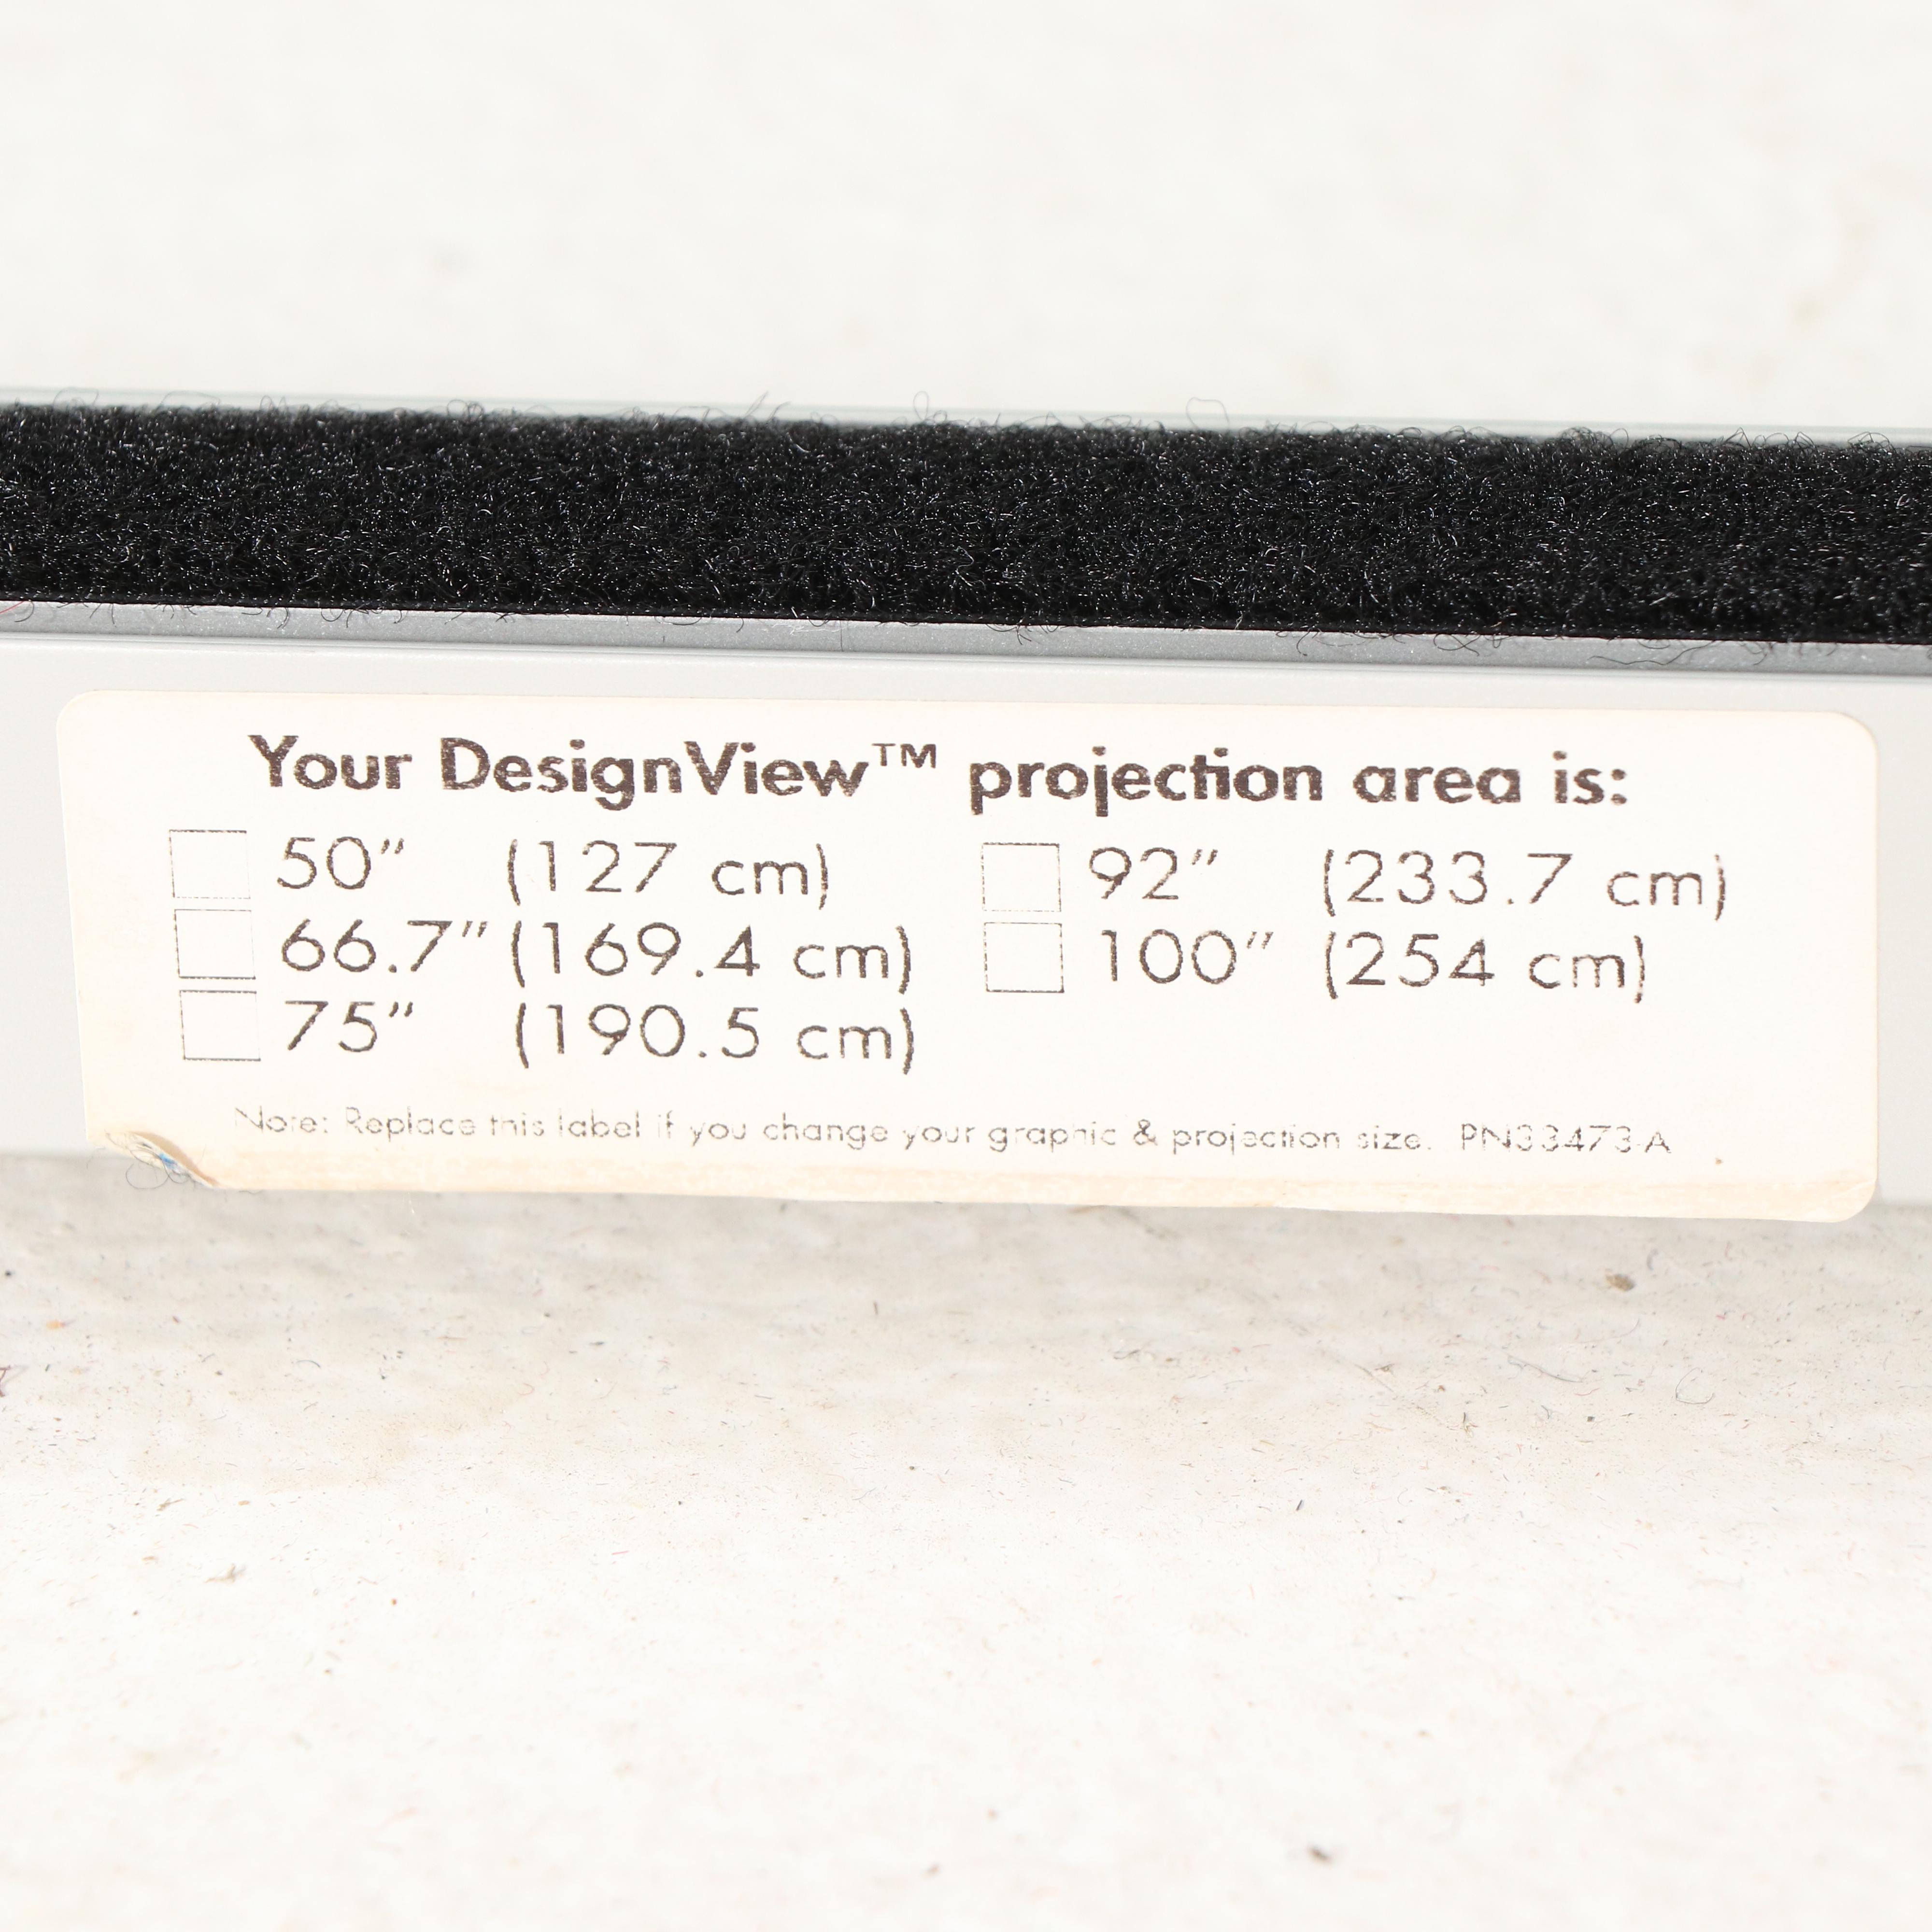 Your DesignView™ projection area is:
50” (127 cm) 92” (233.7 cm)
66.7” (169.4 cm) 100” (254 cm)
75” (190.5 cm)
Note: Replace this label if you change your graphic & projection size. PN33473-A